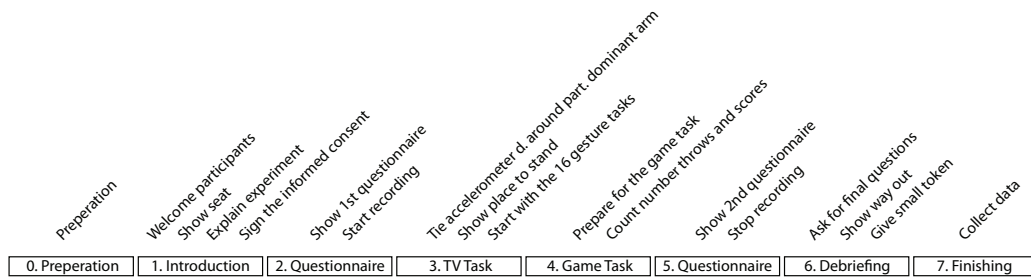 Preperation
Welcome participants
Show seat
Explain experiment
Sign the informed consent
Show 1st questionnaire
Start recording
Tie accelerometer d. around part. dominant arm
Show place to stand
Start with the 16 gesture tasks
Prepare for the game task
Count number throws and scores
Show 2nd questionnaire
Stop recording
Ask for final questions
Show way out
Give small token
Collect data
0. Preperation
1. Introduction
2. Questionnaire
3. TV Task
4. Game Task
5. Questionnaire
6. Debriefing
7. Finishing